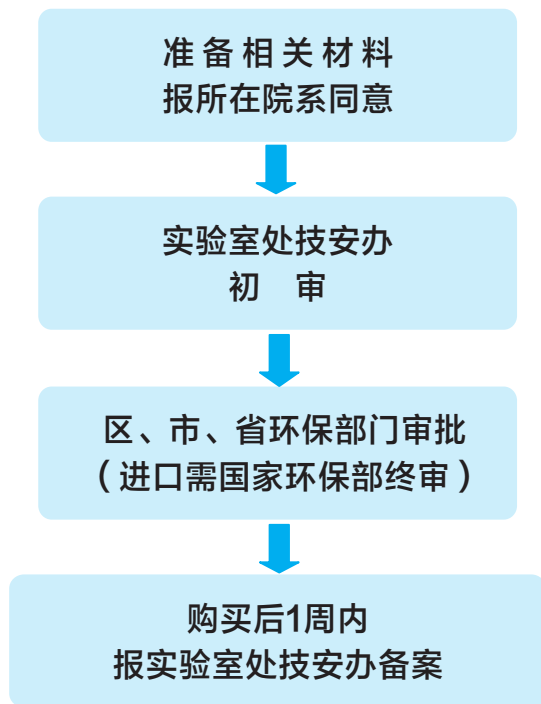 准备相关材料
报所在院系同意
实验室处技安办
初 审
区、市、省环保部门审批
（进口需国家环保部终审）
购买后1周内
报实验室处技安办备案